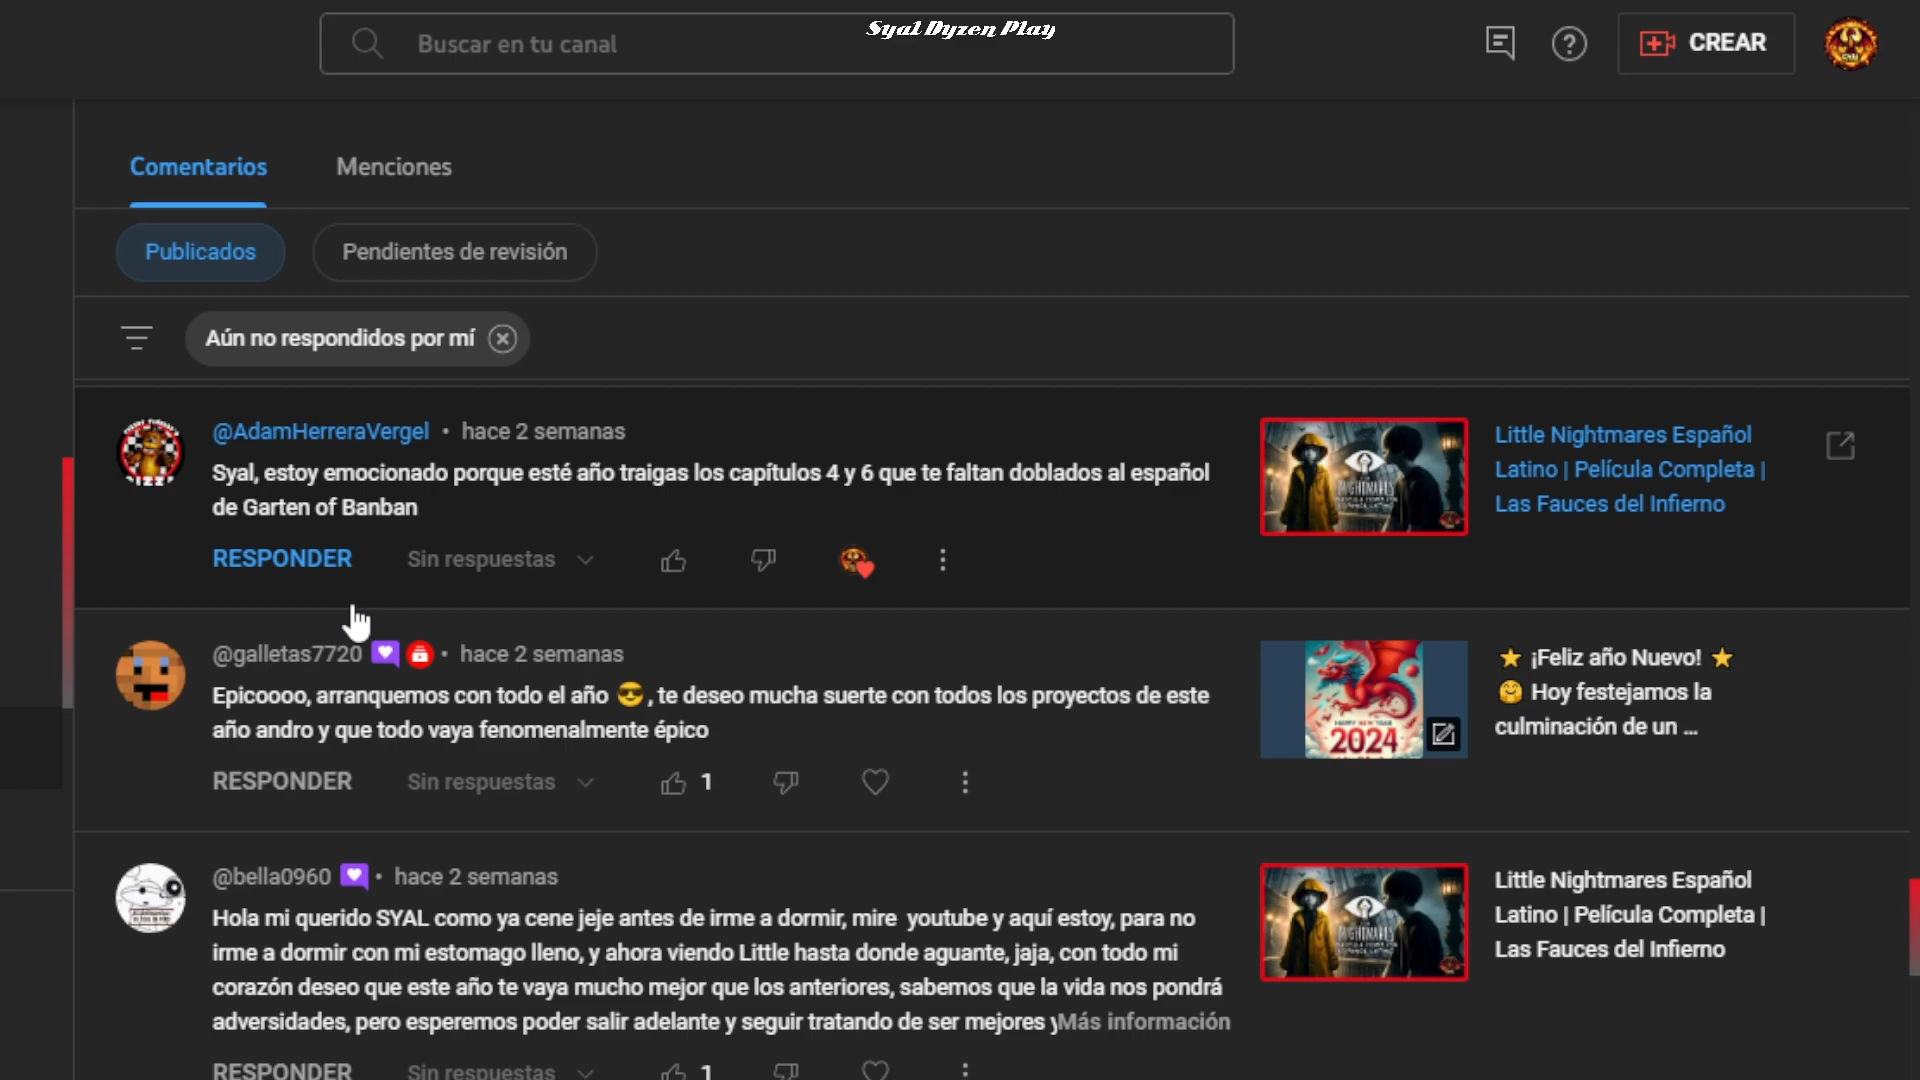 Syal Dyzen Play
Buscar en tu canal
CREAR
Comentarios
Menciones
Publicados
Pendientes de revisión
Aún no respondidos por mí
@AdamHerreraVergel • hace 2 semanas
Syal, estoy emocionado porque esté año traigas los capítulos 4 y 6 que te faltan doblados al español
de Garten of Banban
RESPONDER
Sin respuestas
Little Nightmares Español
Latino | Película Completa |
Las Fauces del Infierno
@galletas7720 • hace 2 semanas
Epicoooo, arranquemos con todo el año 😎, te deseo mucha suerte con todos los proyectos de este
año andro y que todo vaya fenomenalmente épico
RESPONDER
Sin respuestas
1
HAPPY NEW YEAR
2024
⭐ ¡Feliz año Nuevo! ⭐
🤗 Hoy festejamos la
culminación de un ...
@bella0960 • hace 2 semanas
Hola mi querido SYAL como ya cene jeje antes de irme a dormir, mire youtube y aquí estoy, para no
irme a dormir con mi estomago lleno, y ahora viendo Little hasta donde aguante, jaja, con todo mi
corazón deseo que este año te vaya mucho mejor que los anteriores, sabemos que la vida nos pondrá
adversidades, pero esperemos poder salir adelante y seguir tratando de ser mejores y Más información
RESPONDER
Sin respuestas
1
Little Nightmares Español
Latino | Película Completa |
Las Fauces del Infierno